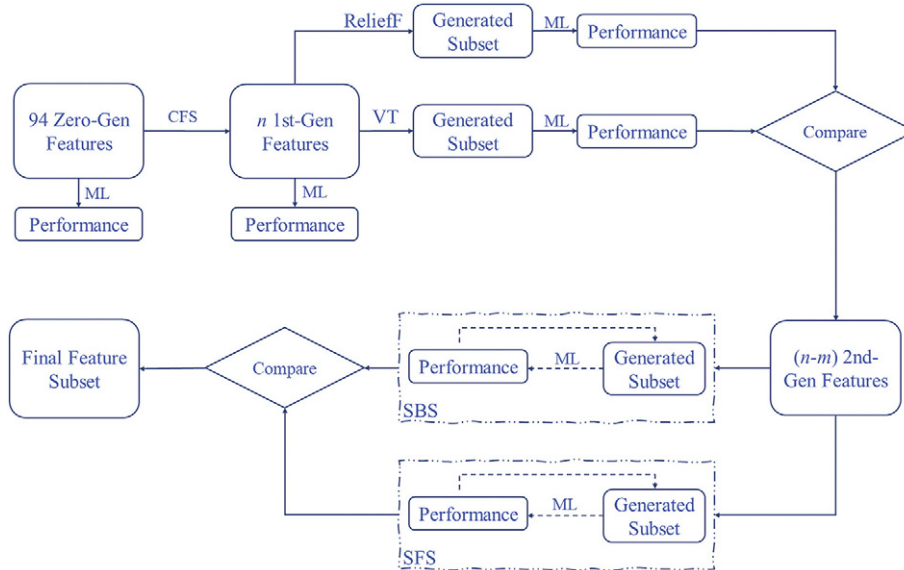 ReliefF
Generated
Subset
ML
Performance
94 Zero-Gen
Features
CFS
n 1st-Gen
Features
VT
Generated
Subset
ML
Performance
Compare
ML
Performance
ML
Performance
Final Feature
Subset
Compare
Performance
ML
Generated
Subset
SBS
(n-m) 2nd-
Gen Features
Performance
ML
Generated
Subset
SFS